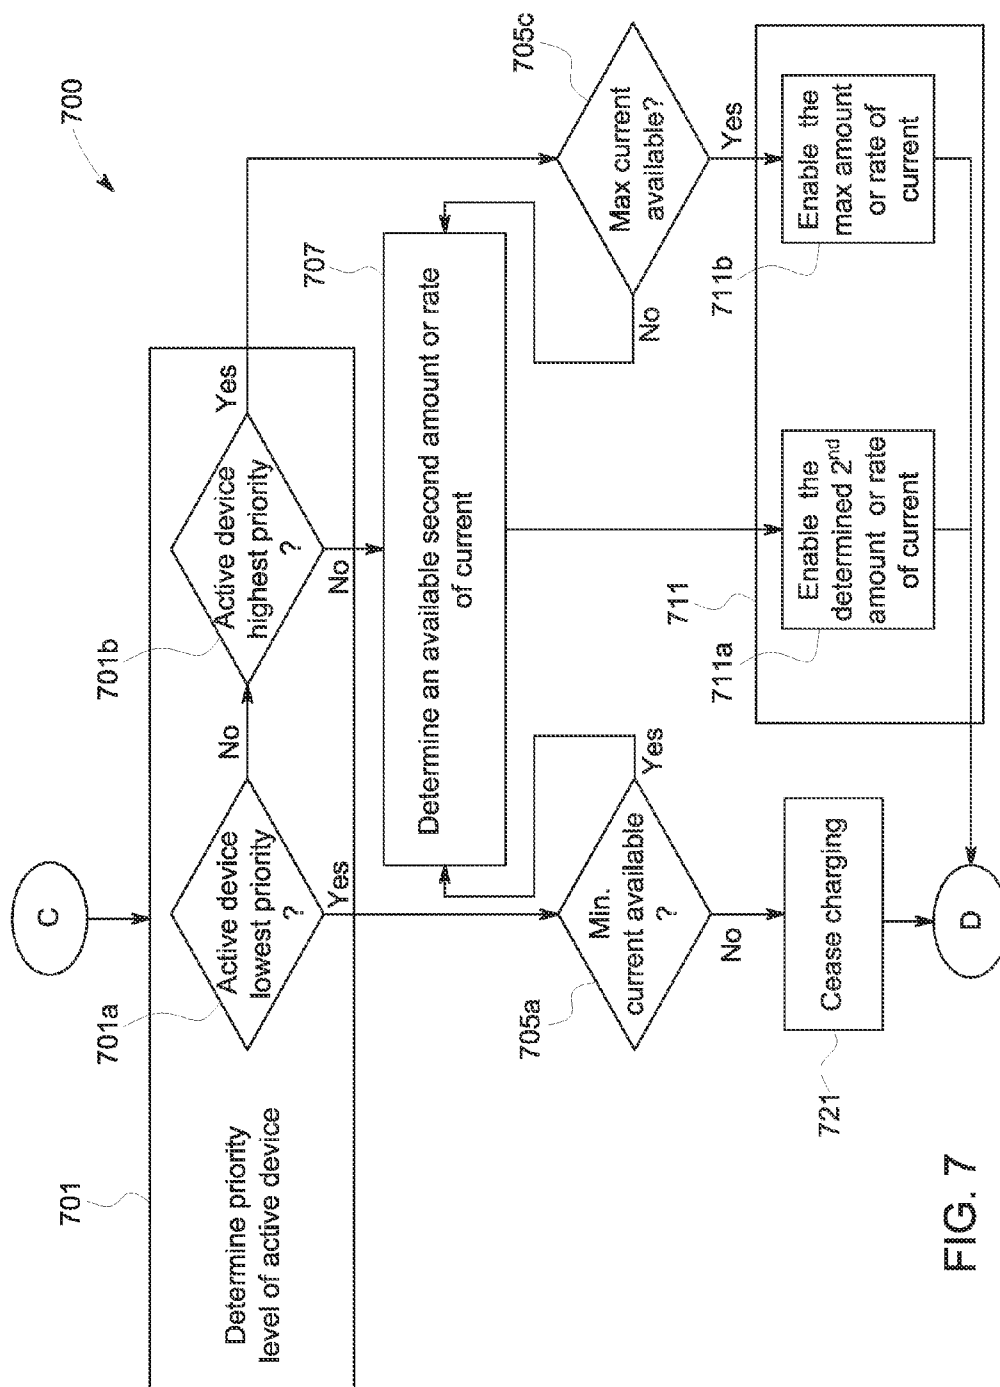 700
C
701
Determine priority
level of active device
701a
Active device
lowest priority
?
No
Yes
701b
Active device
highest priority
?
Yes
No
707
Determine an available second amount or rate
of current
705a
Min.
current available
?
Yes
No
705c
Max current
available?
No
Yes
721
Cease charging
711
711a
Enable the
determined 2nd
amount or rate
of current
711b
Enable the
max amount
or rate of
current
D
FIG. 7